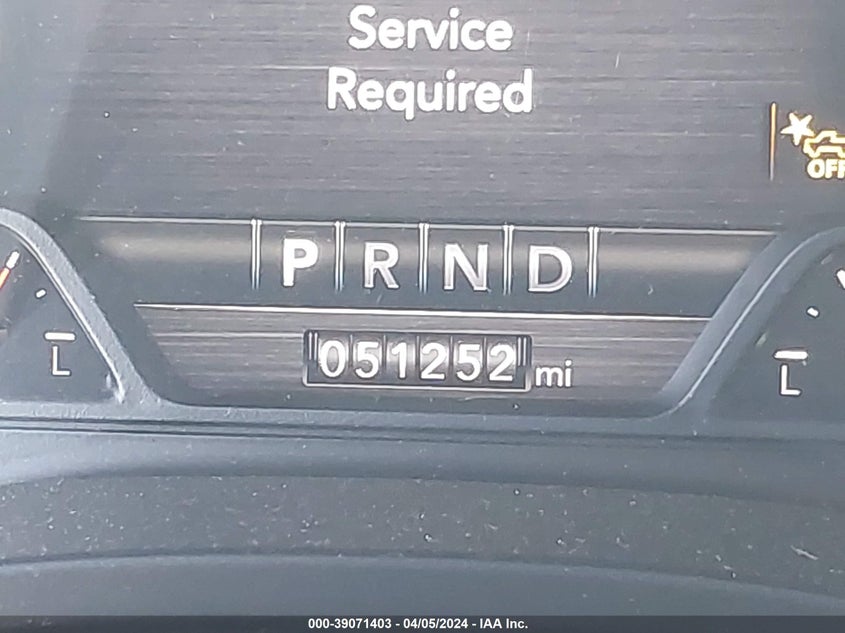 Service
Required
OFF
P R N D
051252 mi
L
L
000-39071403 - 04/05/2024 - IAA Inc.